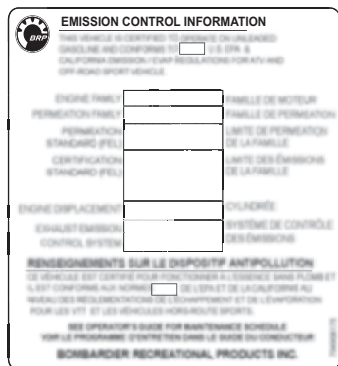 BRP
EMISSION CONTROL INFORMATION
THIS VEHICLE IS CERTIFIED TO OPERATE ON UNLEADED
GASOLINE AND CONFORMS TO U.S. EPA &
CALIFORNIA EMISSION / EVAP REGULATIONS FOR ATV AND
OFF-ROAD SPORT VEHICLE.
ENGINE FAMILY FAMILLE DE MOTEUR
PERMEATION FAMILY FAMILLE DE PERMÉATION
PERMEATION LIMITE DE PERMÉATION
STANDARD (FEL) DE LA FAMILLE
CERTIFICATION LIMITE DES ÉMISSIONS
STANDARD (FEL) DE LA FAMILLE
ENGINE DISPLACEMENT CYLINDRÉE
EXHAUST EMISSION SYSTÈME DE CONTRÔLE
CONTROL SYSTEM DES ÉMISSIONS
RENSEIGNEMENTS SUR LE DISPOSITIF ANTIPOLLUTION
CE VÉHICULE EST CERTIFIÉ POUR FONCTIONNER À L'ESSENCE SANS PLOMB ET
IL EST CONFORME AUX NORMES DE L'EPA ET DE LA CALIFORNIE AU
NIVEAU DES RÉGLEMENTATIONS DE L'ÉCHAPPEMENT ET DE L'ÉVAPORATION
POUR LES VTT ET LES VÉHICULES HORS-ROUTE SPORTS.
SEE OPERATOR'S GUIDE FOR MAINTENANCE SCHEDULE
VOIR LE PROGRAMME D'ENTRETIEN DANS LE GUIDE DU CONDUCTEUR
BOMBARDIER RECREATIONAL PRODUCTS INC.